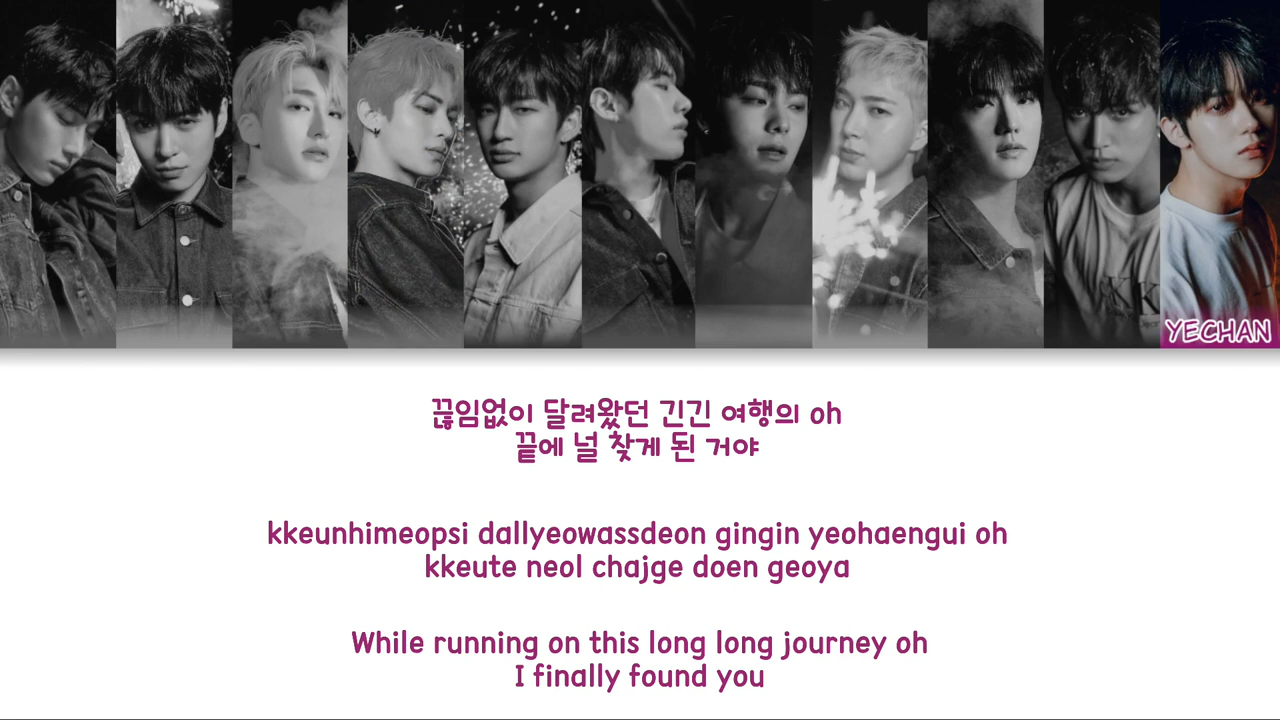 YECHAN
끊임없이 달려왔던 긴긴 여행의 oh
끝에 널 찾게 된 거야
kkeunhimeopsi dallyeowassdeon gingin yeohaengui oh
kkeute neol chajge doen geoya
While running on this long long journey oh
I finally found you